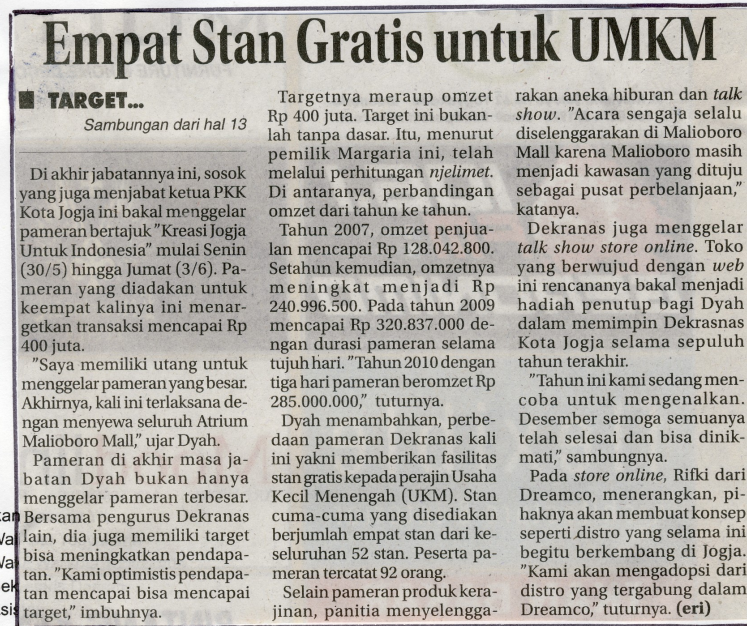 Empat Stan Gratis untuk UMKM
TARGET...
Sambungan dari hal 13
Di akhir jabatannya ini, sosok
yang juga menjabat ketua PKK
Kota Jogja ini bakal menggelar
pameran bertajuk "Kreasi Jogja
Untuk Indonesia" mulai Senin
(30/5) hingga Jumat (3/6). Pa-
meran yang diadakan untuk
keempat kalinya ini menar-
getkan transaksi mencapai Rp
400 juta.
"Saya memiliki utang untuk
menggelar pameran yang besar.
Akhirnya, kali ini terlaksana de-
ngan menyewa seluruh Atrium
Malioboro Mall," ujar Dyah.
Pameran di akhir masa ja-
batan Dyah bukan hanya
menggelar pameran terbesar.
Bersama pengurus Dekranas
lain, dia juga memiliki target
bisa meningkatkan pendapa-
tan. "Kami optimistis pendapa-
tan mencapai bisa mencapai
target," imbuhnya.
Targetnya meraup omzet
Rp 400 juta. Target ini bukan-
lah tanpa dasar. Itu, menurut
pemilik Margaria ini, telah
melalui perhitungan njelimet.
Di antaranya, perbandingan
omzet dari tahun ke tahun.
Tahun 2007, omzet penjua-
lan mencapai Rp 128.042.800.
Setahun kemudian, omzetnya
meningkat menjadi Rp
240.996.500. Pada tahun 2009
mencapai Rp 320.837.000 de-
ngan durasi pameran selama
tujuh hari. "Tahun 2010 dengan
tiga hari pameran beromzet Rp
285.000.000," tuturnya.
Dyah menambahkan, perbe-
daan pameran Dekranas kali
ini yakni memberikan fasilitas
stan gratis kepada perajin Usaha
Kecil Menengah (UKM). Stan
cuma-cuma yang disediakan
berjumlah empat stan dari ke-
seluruhan 52 stan. Peserta pa-
meran tercatat 92 orang.
Selain pameran produk kera-
jinan, panitia menyelengga-
rakan aneka hiburan dan talk
show. "Acara sengaja selalu
diselenggarakan di Malioboro
Mall karena Malioboro masih
menjadi kawasan yang dituju
sebagai pusat perbelanjaan,"
katanya.
Dekranas juga menggelar
talk show store online. Toko
yang berwujud dengan web
ini rencananya bakal menjadi
hadiah penutup bagi Dyah
dalam memimpin Dekrasnas
Kota Jogja selama sepuluh
tahun terakhir.
"Tahun ini kami sedang men-
coba untuk mengenalkan.
Desember semoga semuanya
telah selesai dan bisa dinik-
mati," sambungnya.
Pada store online, Rifki dari
Dreamco, menerangkan, pi-
haknya akan membuat konsep
seperti distro yang selama ini
begitu berkembang di Jogja.
"Kami akan mengadopsi dari
distro yang tergabung dalam
Dreamco," tuturnya. (eri)